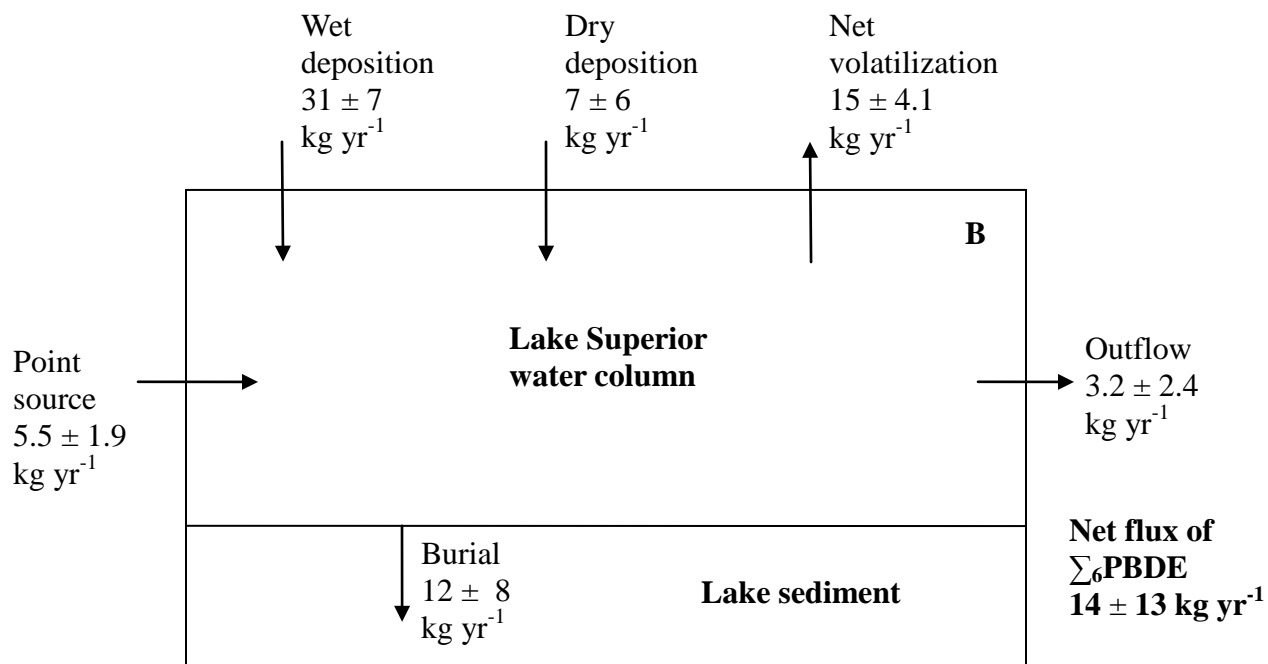 Wet
deposition
31 ± 7
kg yr⁻¹
Dry
deposition
7 ± 6
kg yr⁻¹
Net
volatilization
15 ± 4.1
kg yr⁻¹
B
Lake Superior
water column
Point
source
5.5 ± 1.9
kg yr⁻¹
Outflow
3.2 ± 2.4
kg yr⁻¹
Burial
12 ± 8
kg yr⁻¹
Lake sediment
Net flux of
∑₆PBDE
14 ± 13 kg yr⁻¹